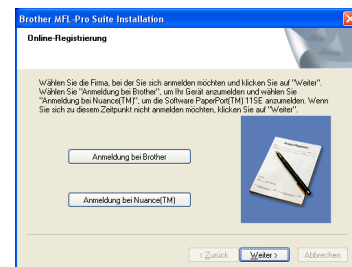 Brother MFL-Pro Suite Installation
Online-Registrierung
Wählen Sie die Firma, bei der Sie sich anmelden möchten und klicken Sie auf "Weiter".
Wählen Sie "Anmeldung bei Brother", um Ihr Gerät anzumelden und wählen Sie
"Anmeldung bei Nuance(TM)", um die Software PaperPort(TM) 11SE anzumelden. Wenn
Sie sich zu diesem Zeitpunkt nicht anmelden möchten, klicken Sie auf "Weiter".
Anmeldung bei Brother
Anmeldung bei Nuance(TM)
< Zurück
Weiter >
Abbrechen